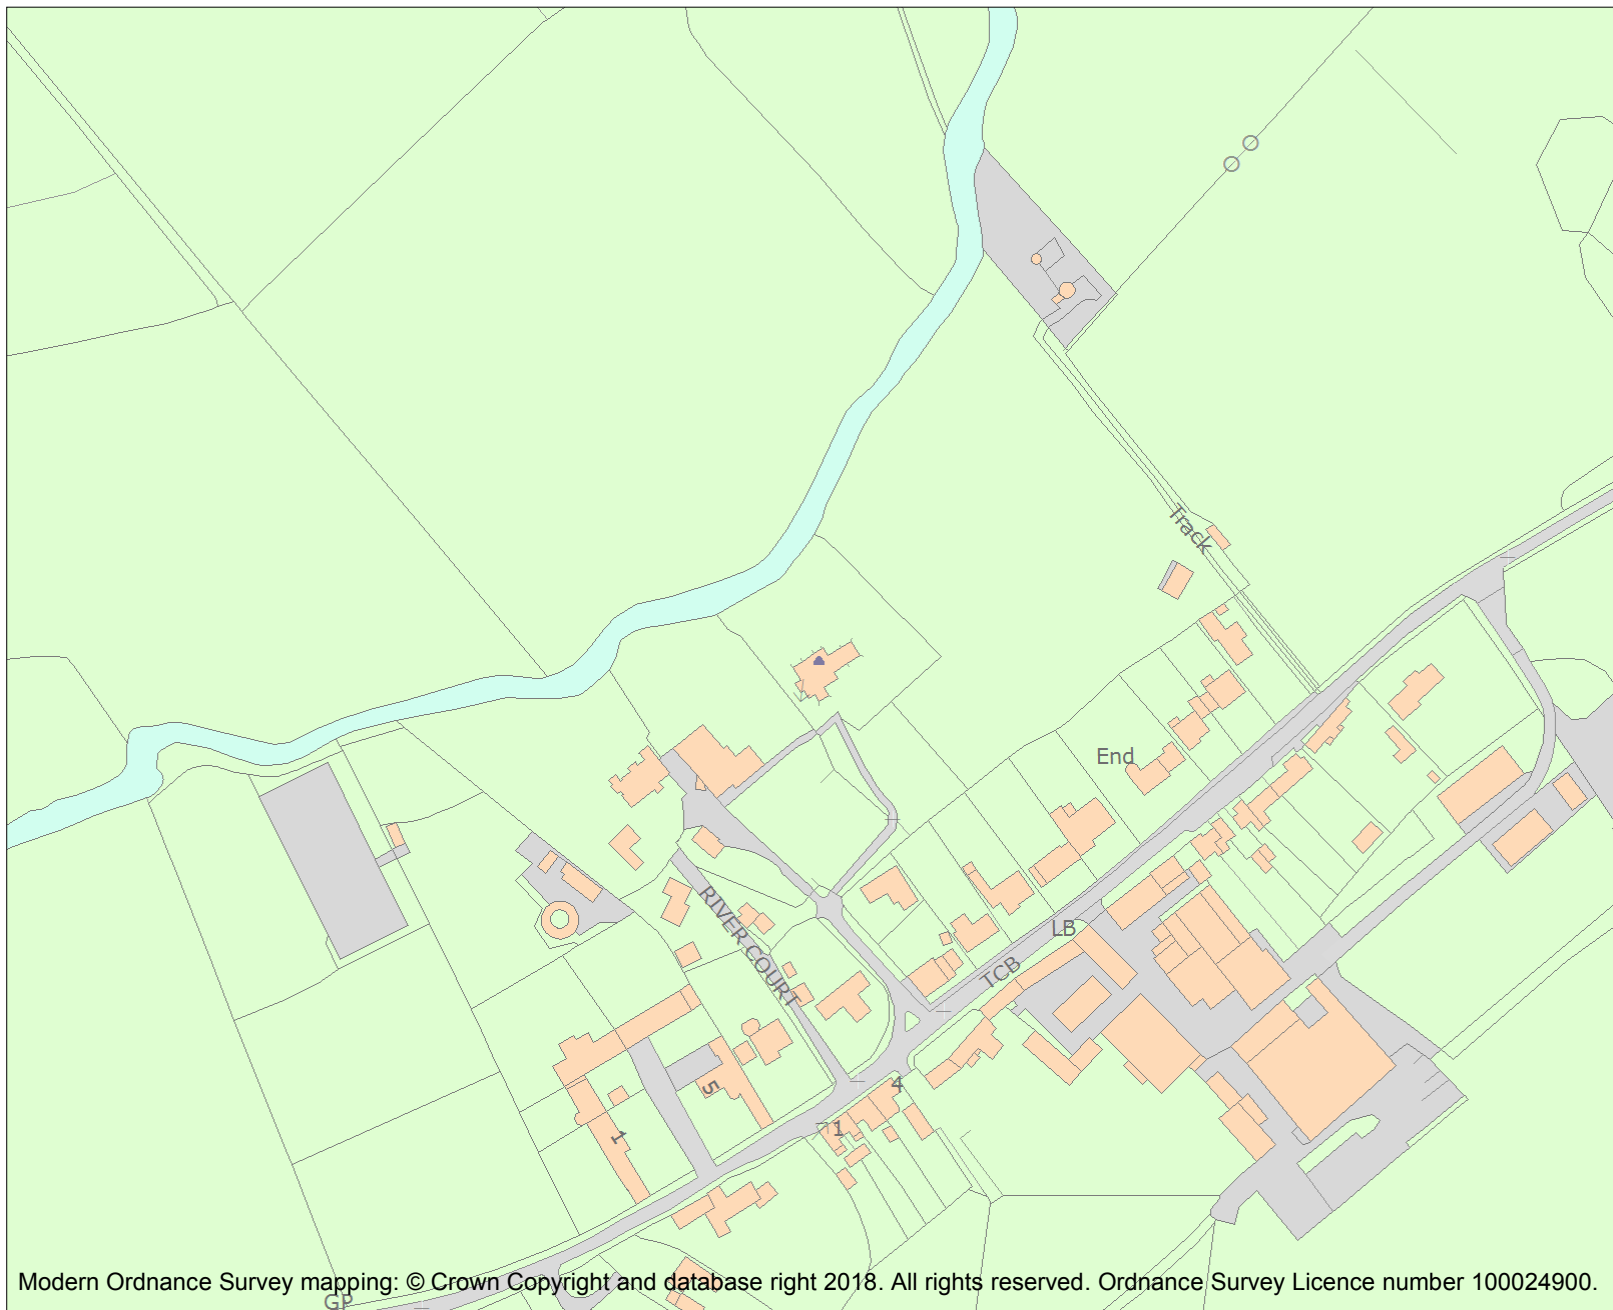 Track
End
RIVER COURT
LB
TCB
5
4
1
1
GP
Modern Ordnance Survey mapping: © Crown Copyright and database right 2018. All rights reserved. Ordnance Survey Licence number 100024900.